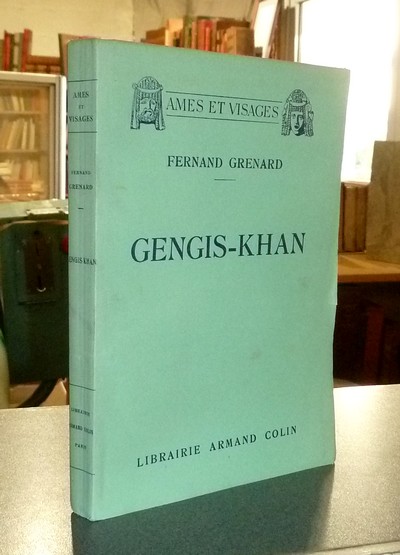 AMES ET VISAGES
FERNAND GRENARD
GENGIS-KHAN
LIBRAIRIE ARMAND COLIN
AMES
ET
VISAGES
FERNAND
GRENARD
GENGIS-KHAN
LIBRAIRIE
ARMAND COLIN
PARIS